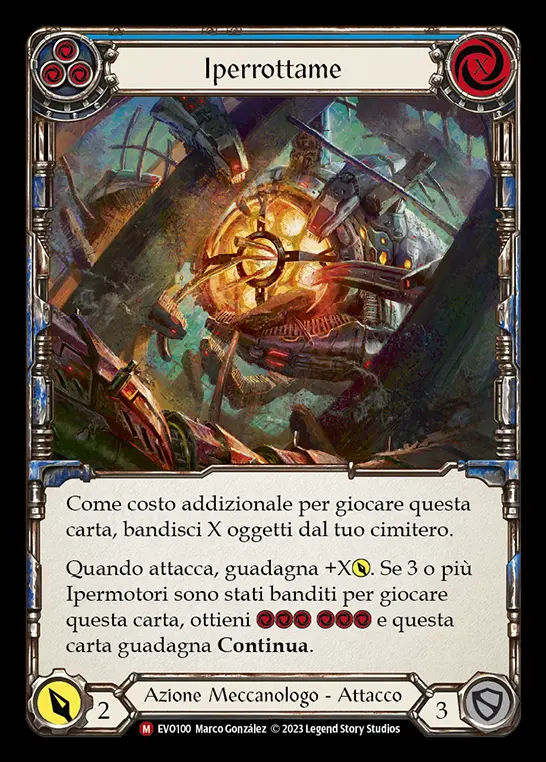 Iperrottame
X
Come costo addizionale per giocare questa
carta, bandisci X oggetti dal tuo cimitero.
Quando attacca, guadagna +X. Se 3 o più
Ipermotori sono stati banditi per giocare
questa carta, ottieni e questa
carta guadagna Continua.
2
Azione Meccanologo - Attacco
3
M EVO100 Marco González © 2023 Legend Story Studios